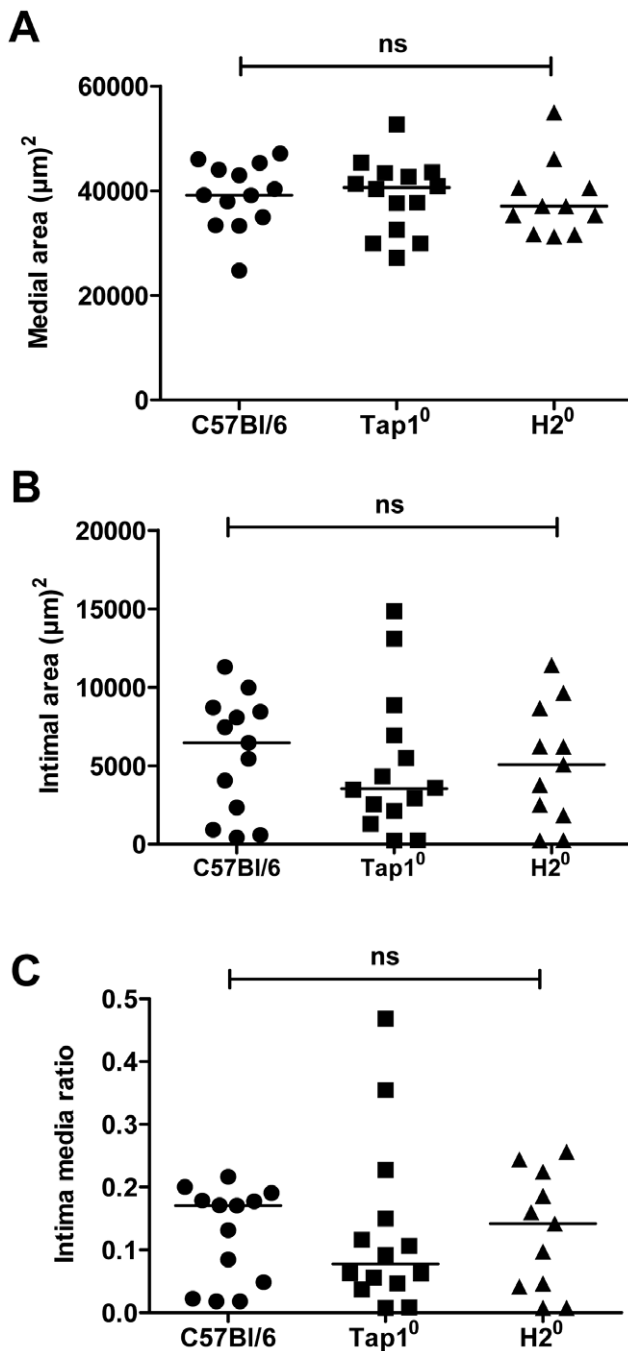 A
ns
Medial area (µm)²
60000
40000
20000
0
C57Bl/6 Tap1⁰ H2⁰
B
ns
Intimal area (µm)²
20000
15000
10000
5000
0
C57Bl/6 Tap1⁰ H2⁰
C
ns
Intima media ratio
0.5
0.4
0.3
0.2
0.1
0.0
C57Bl/6 Tap1⁰ H2⁰